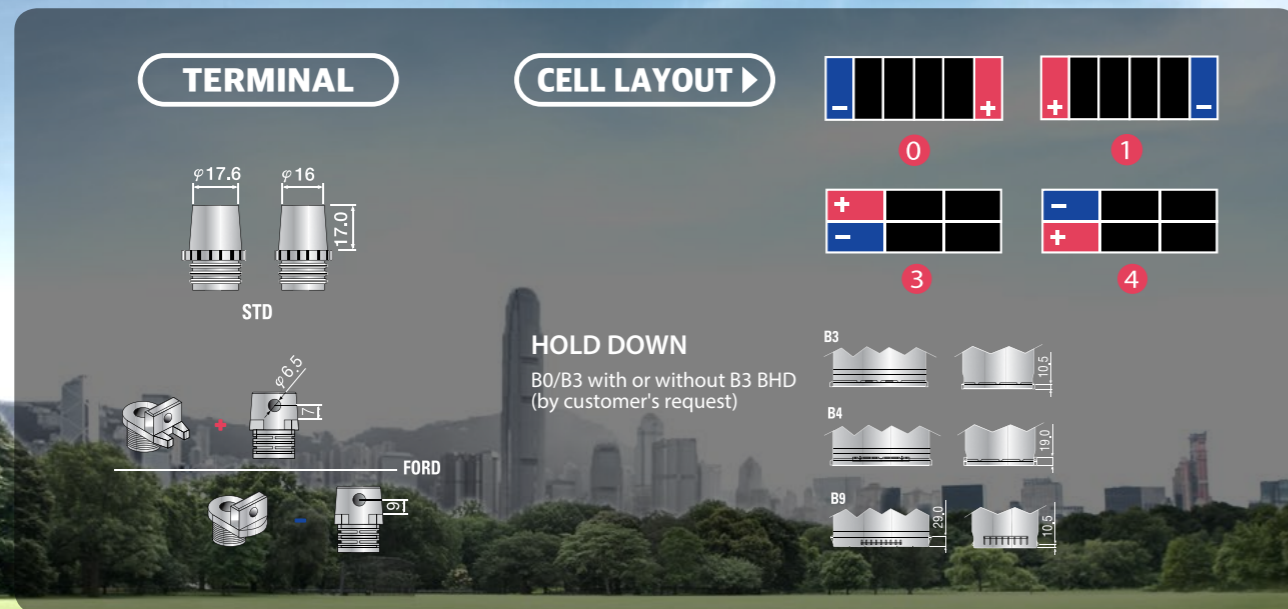 TERMINAL
φ17.6
φ16
17.0
STD
φ6.5
7
+
FORD
-
9
CELL LAYOUT
- +
0
+ -
1
+
-
3
-
+
4
HOLD DOWN
B0/B3 with or without B3 BHD
(by customer's request)
B3
10.5
B4
19.0
B9
29.0
10.5